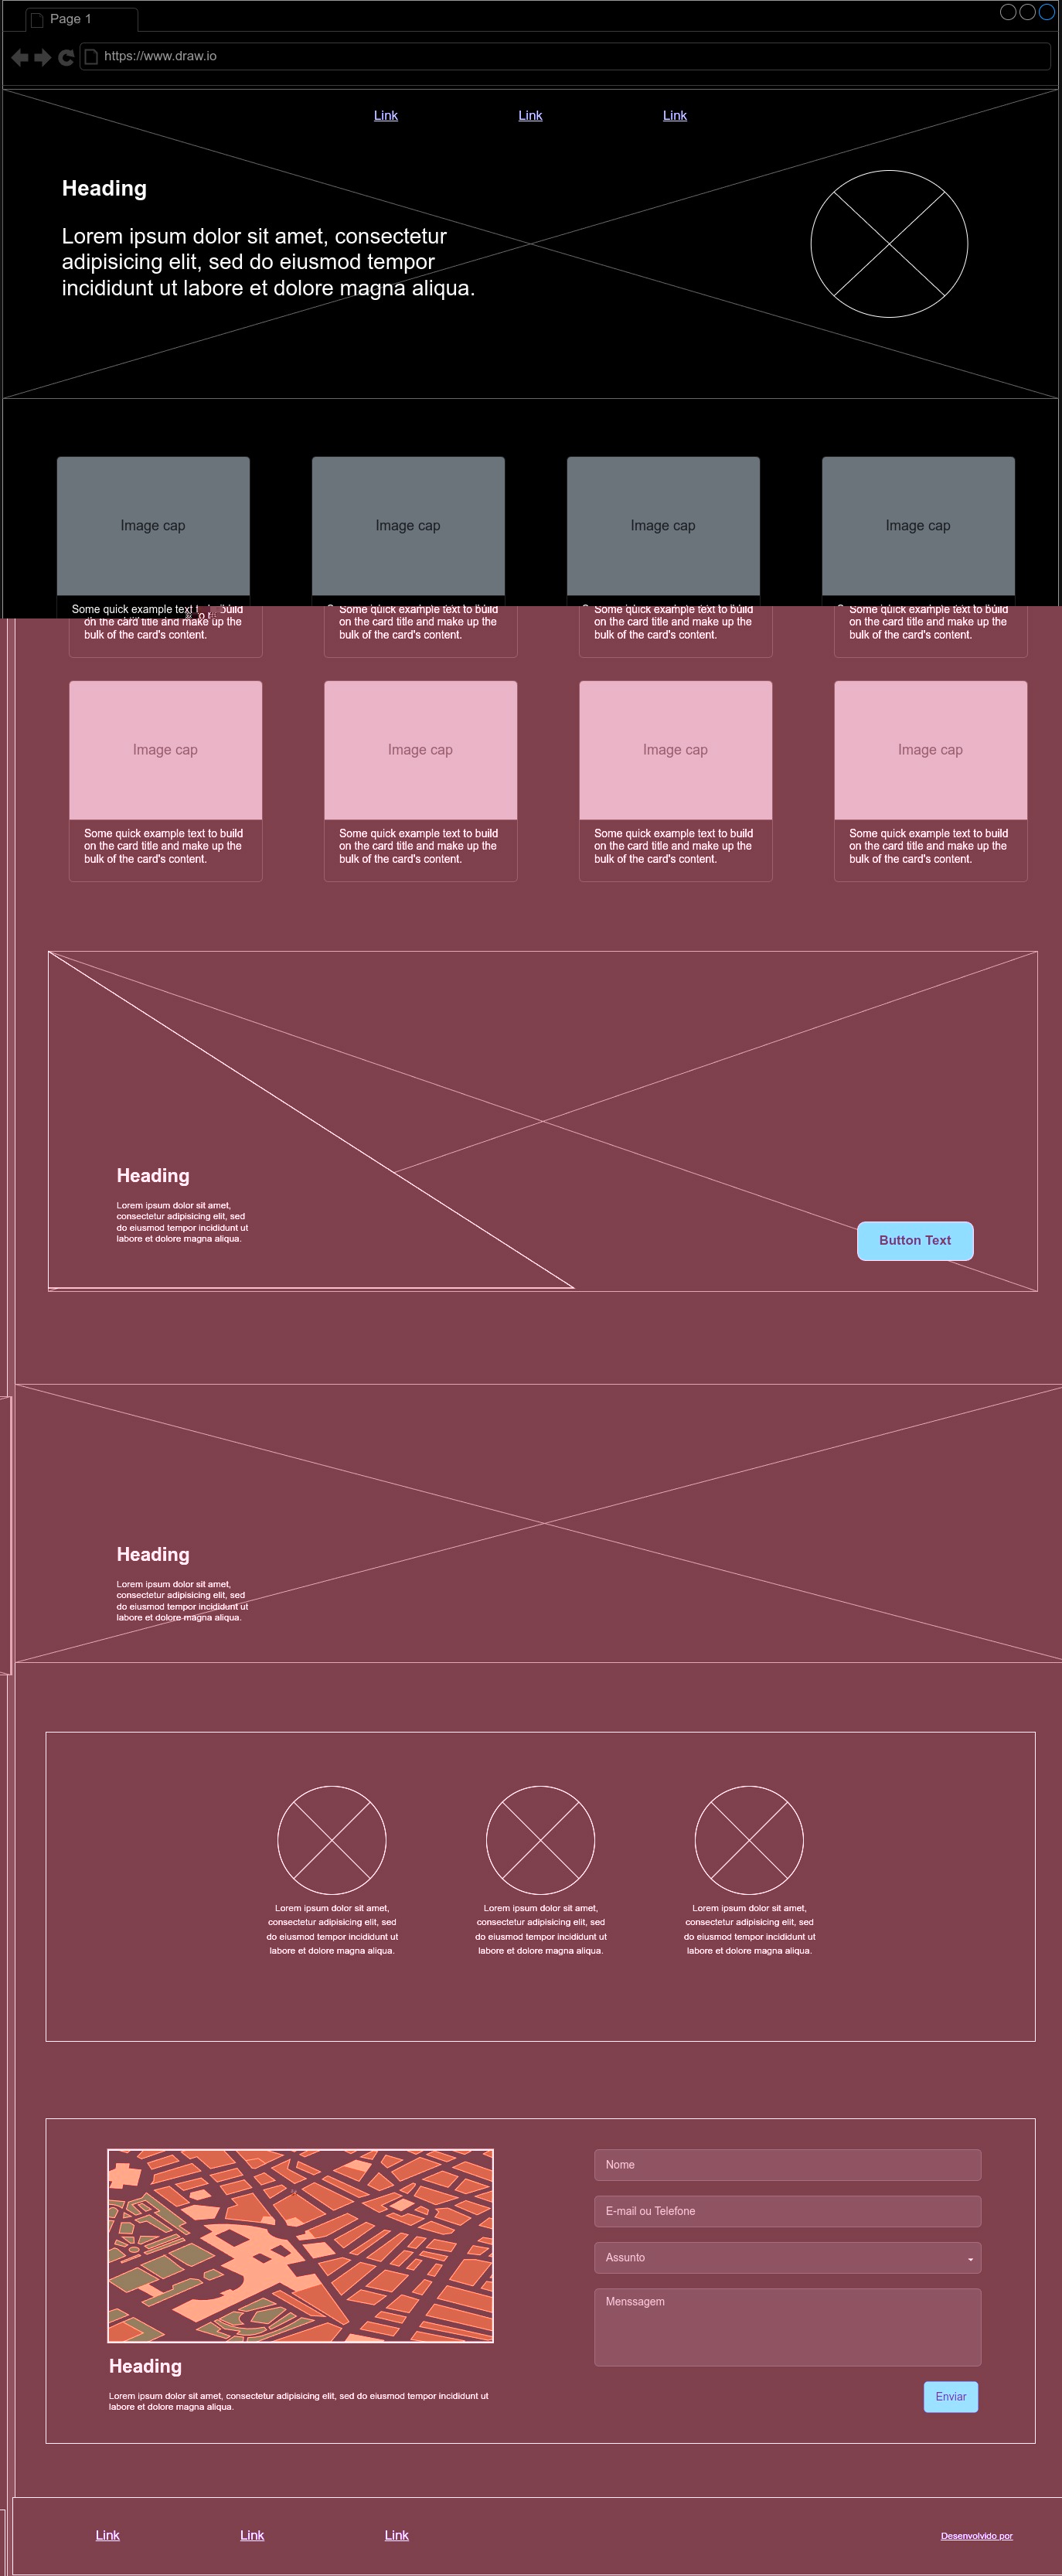 Page 1
https://www.draw.io
Link Link Link
Heading
Lorem ipsum dolor sit amet, consectetur
adipisicing elit, sed do eiusmod tempor
incididunt ut labore et dolore magna aliqua.
Image cap Image cap Image cap Image cap
Some quick example text build
on the card title and make up the
bulk of the card's content.
Some quick example text to build
on the card title and make up the
bulk of the card's content.
Some quick example text to build
on the card title and make up the
bulk of the card's content.
Some quick example text to build
on the card title and make up the
bulk of the card's content.
Image cap Image cap Image cap Image cap
Some quick example text to build
on the card title and make up the
bulk of the card's content.
Some quick example text to build
on the card title and make up the
bulk of the card's content.
Some quick example text to build
on the card title and make up the
bulk of the card's content.
Some quick example text to build
on the card title and make up the
bulk of the card's content.
Heading
Lorem ipsum dolor sit amet,
consectetur adipisicing elit, sed
do eiusmod tempor incididunt ut
labore et dolore magna aliqua.
Button Text
Heading
Lorem ipsum dolor sit amet,
consectetur adipisicing elit, sed
do eiusmod tempor incididunt ut
labore et dolore magna aliqua.
Lorem ipsum dolor sit amet,
consectetur adipisicing elit, sed
do eiusmod tempor incididunt ut
labore et dolore magna aliqua.
Lorem ipsum dolor sit amet,
consectetur adipisicing elit, sed
do eiusmod tempor incididunt ut
labore et dolore magna aliqua.
Lorem ipsum dolor sit amet,
consectetur adipisicing elit, sed
do eiusmod tempor incididunt ut
labore et dolore magna aliqua.
Heading
Lorem ipsum dolor sit amet, consectetur adipisicing elit, sed do eiusmod tempor incididunt ut
labore et dolore magna aliqua.
Nome
E-mail ou Telefone
Assunto
Menssagem
Enviar
Link Link Link
Desenvolvido por